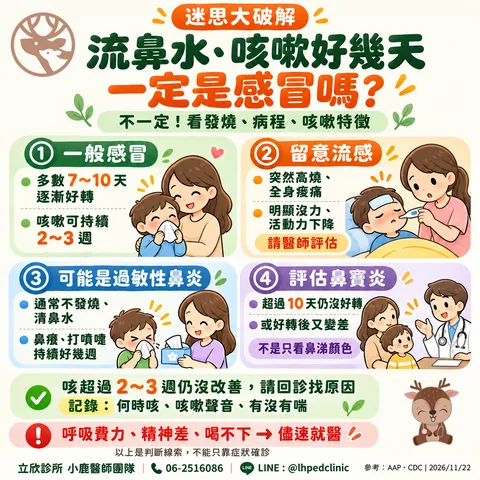 迷思大破解
流鼻水、咳嗽好幾天
一定是感冒嗎?
不一定!看發燒、病程、咳嗽特徵
1 一般感冒
多數 7~10 天
逐漸好轉
咳嗽可持續
2~3 週
2 留意流感
突然高燒、
全身痠痛
明顯沒力、
活動力下降
請醫師評估
3 可能是過敏性鼻炎
通常不發燒、
清鼻水
鼻癢、打噴嚏
持續好幾週
4 評估鼻竇炎
超過 10 天仍沒好轉
或好轉後又變差
不是只看鼻涕顏色
咳超過 2~3 週仍沒改善,請回診找原因
記錄:何時咳、咳嗽聲音、有沒有喘
呼吸費力、精神差、喝不下→儘速就醫
以上是判斷線索,不能只靠症狀確診
立欣診所 小鹿醫師團隊 | 06-2516086 | LINE LINE:@lhpedclinic
參考:AAP、CDC | 2026/11/22